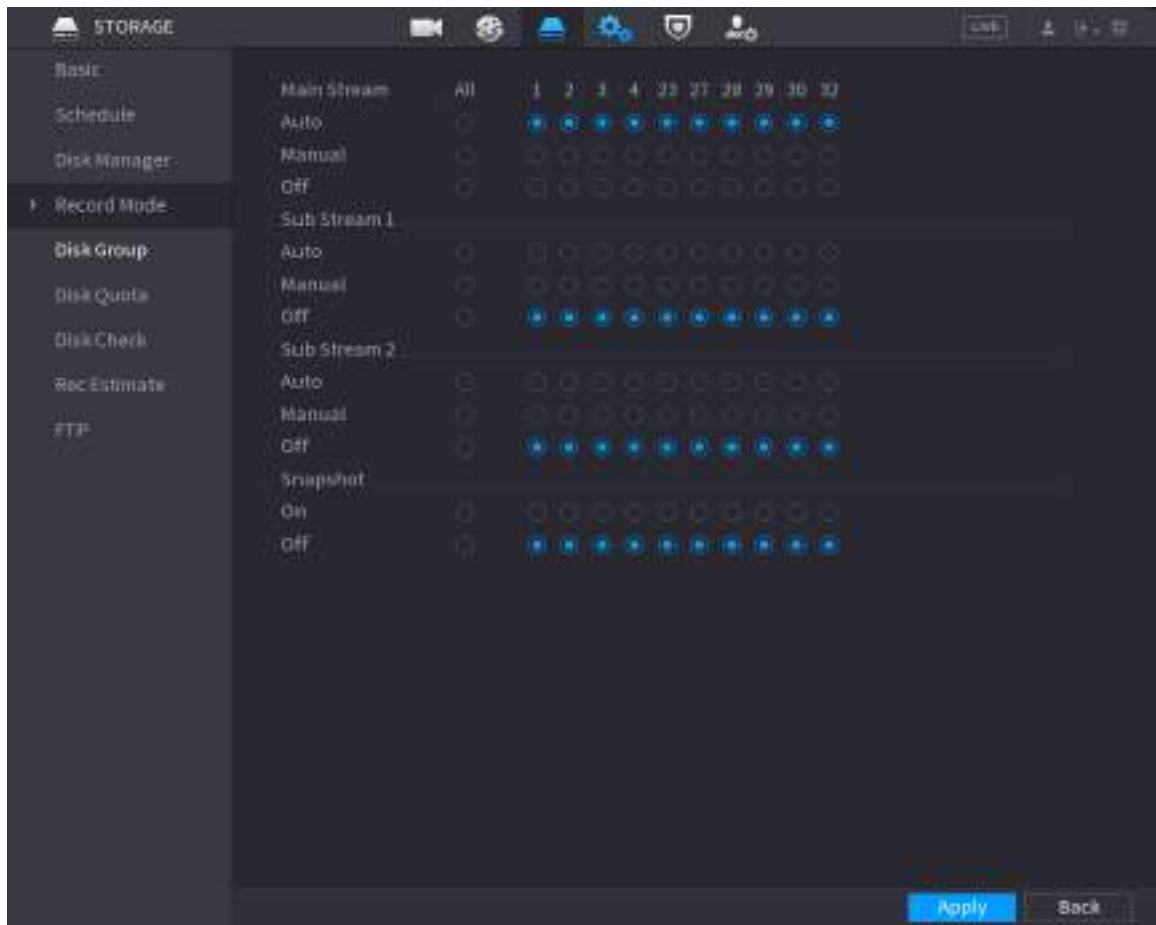 STORAGE
LIVE
Basic
Schedule
Disk Manager
Record Mode
Disk Group
Disk Quota
Disk Check
Rec Estimate
FTP
Main Stream All 1 2 3 4 23 27 28 29 30 32
Auto
Manual
Off
Sub Stream 1
Auto
Manual
Off
Sub Stream 2
Auto
Manual
Off
Snapshot
On
Off
Apply Back